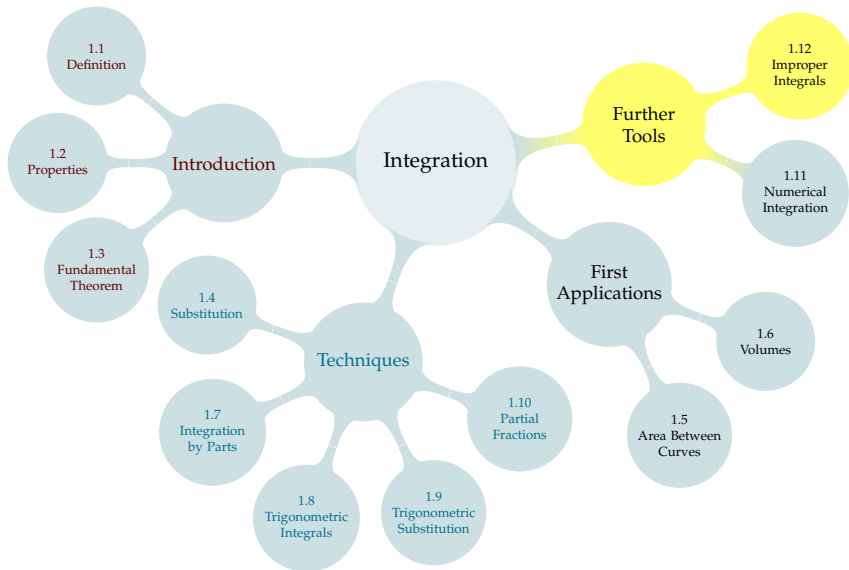 1.1
Definition
1.2
Properties
1.3
Fundamental
Theorem
Introduction
Integration
Further
Tools
1.12
Improper
Integrals
1.11
Numerical
Integration
First
Applications
1.6
Volumes
1.5
Area Between
Curves
Techniques
1.4
Substitution
1.7
Integration
by Parts
1.8
Trigonometric
Integrals
1.9
Trigonometric
Substitution
1.10
Partial
Fractions